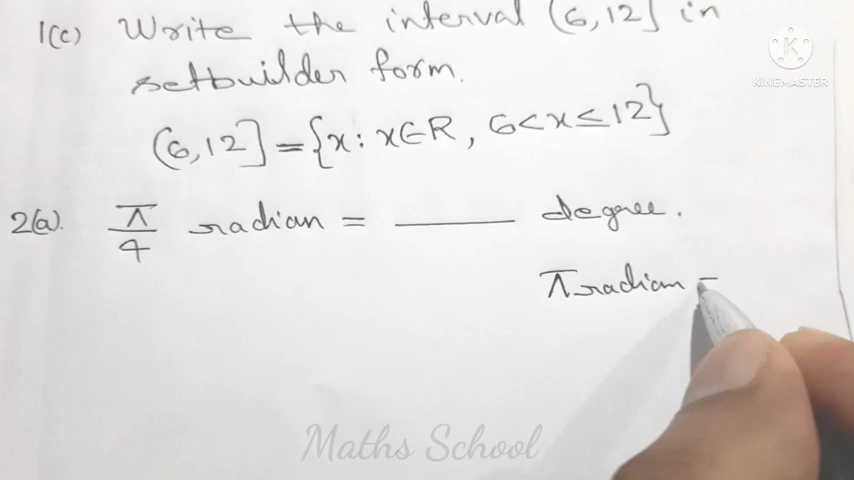 1(c) Write the interval (6,12] in
setbuilder form.
(6,12] = {x : x∈R, 6<x≤12}
2(a). π/4 radian = ______ degree.
π radian =
K
KINEMASTER
Maths School